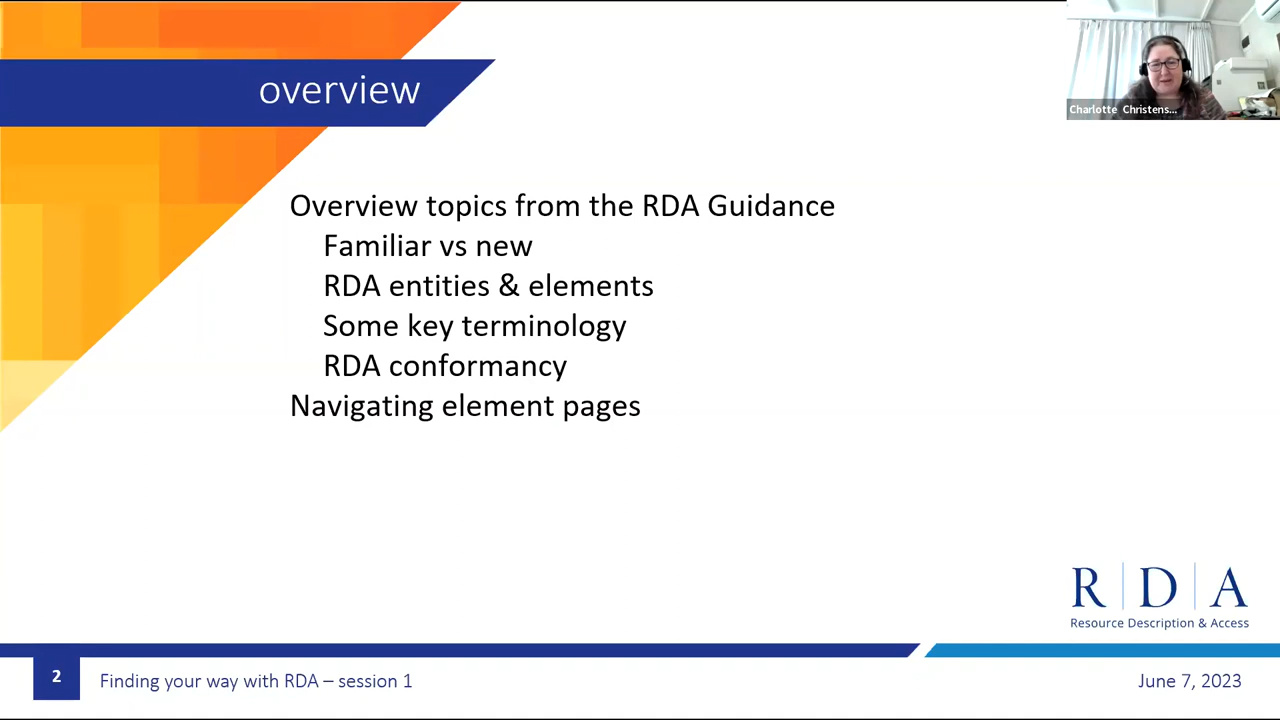 overview
Charlotte Christens...
Overview topics from the RDA Guidance
Familiar vs new
RDA entities & elements
Some key terminology
RDA conformancy
Navigating element pages
R D A
Resource Description & Access
2
Finding your way with RDA – session 1
June 7, 2023